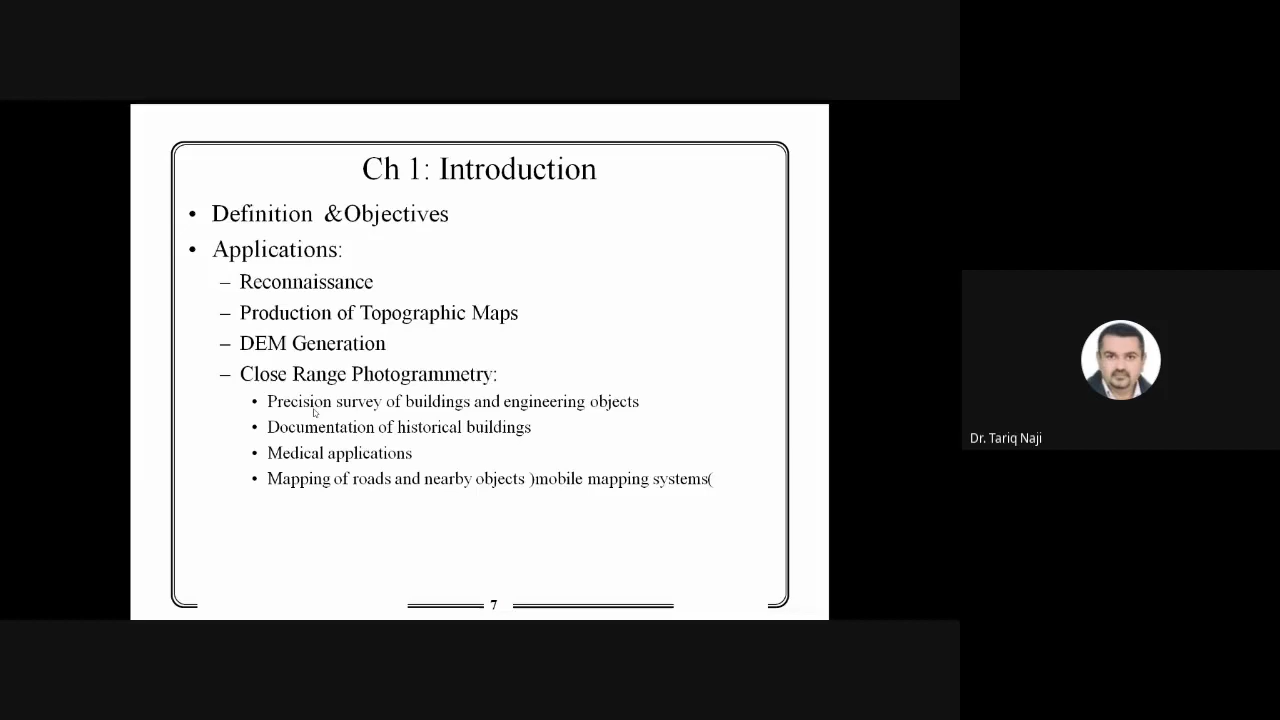 Ch 1: Introduction
• Definition &Objectives
• Applications:
– Reconnaissance
– Production of Topographic Maps
– DEM Generation
– Close Range Photogrammetry:
• Precision survey of buildings and engineering objects
• Documentation of historical buildings
• Medical applications
• Mapping of roads and nearby objects )mobile mapping systems(
7
Dr. Tariq Naji